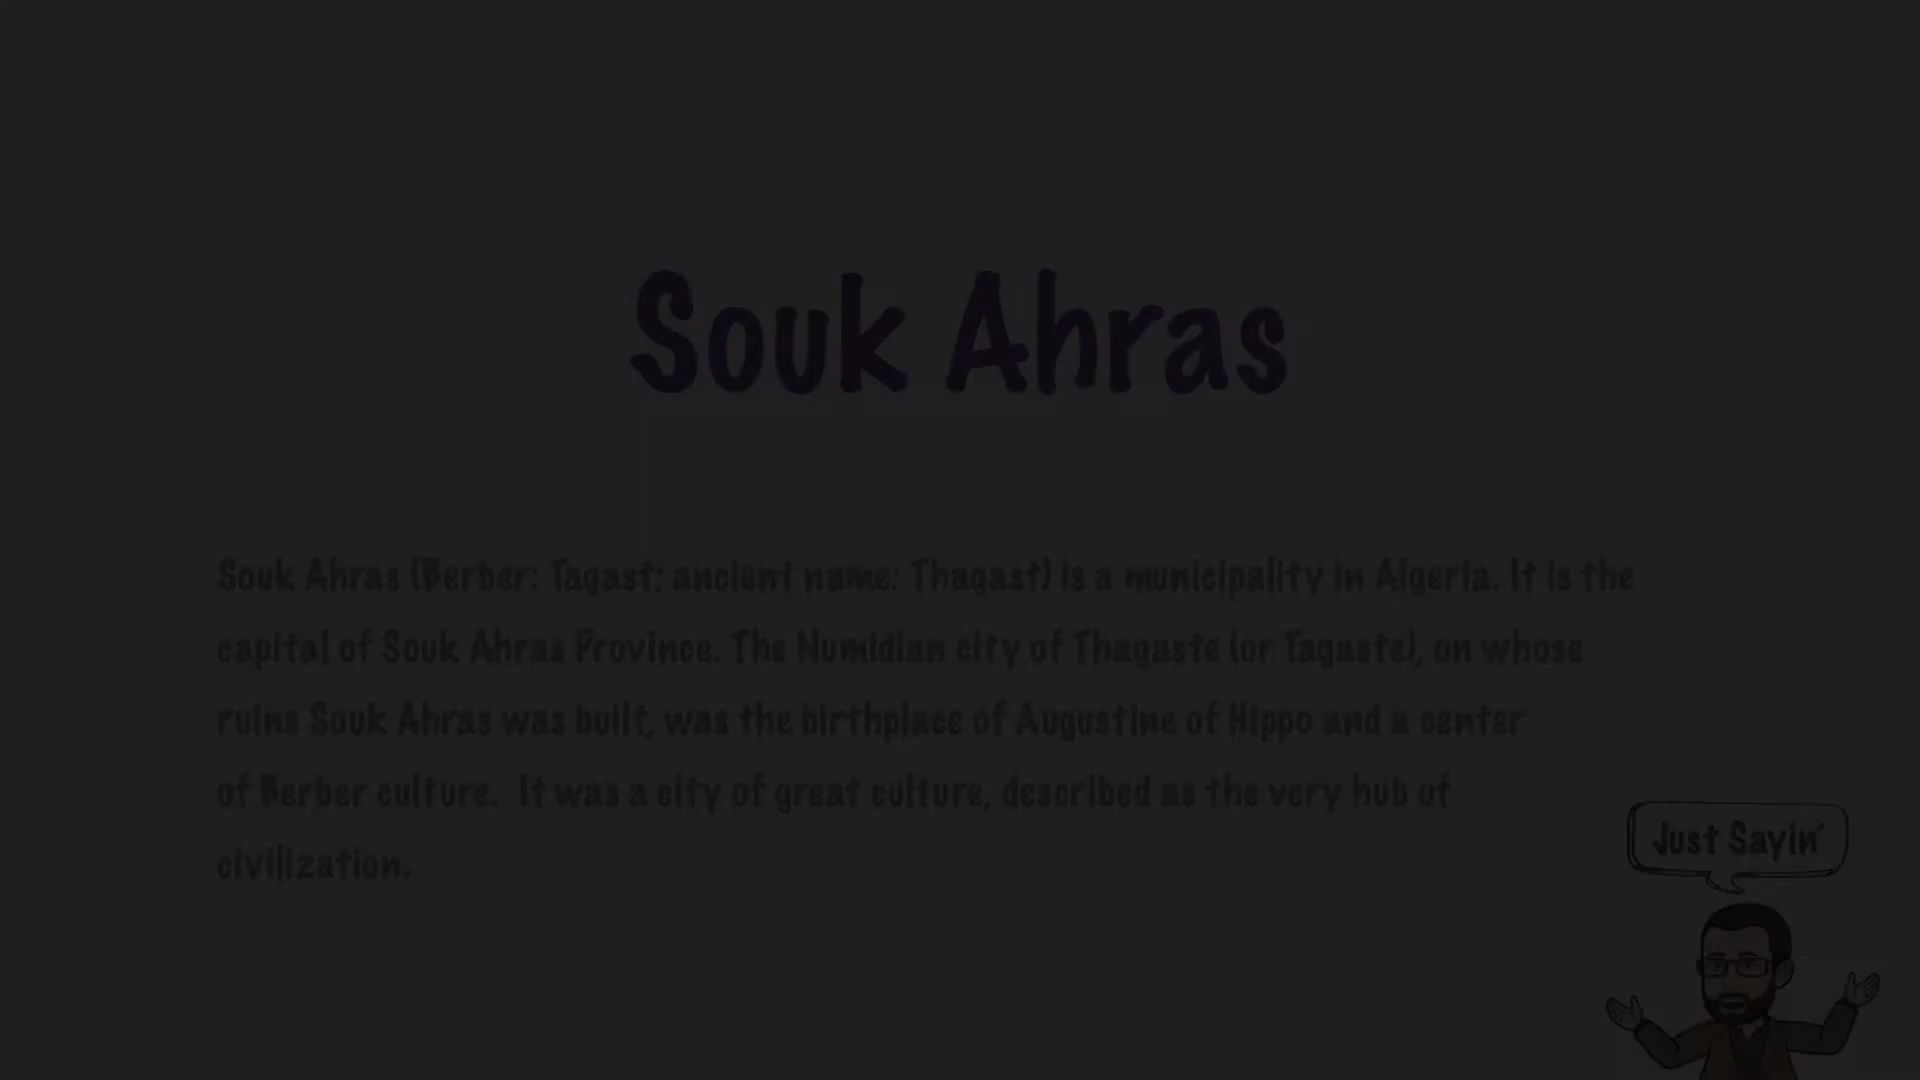 Souk Ahras
Souk Ahras (Berber: Tagast; ancient name: Thagast) is a municipality in Algeria. It is the
capital of Souk Ahras Province. The Numidian city of Thagaste (or Tagaste), on whose
ruins Souk Ahras was built, was the birthplace of Augustine of Hippo and a center
of Berber culture.  It was a city of great culture, described as the very hub of
civilization.
Just Sayin'